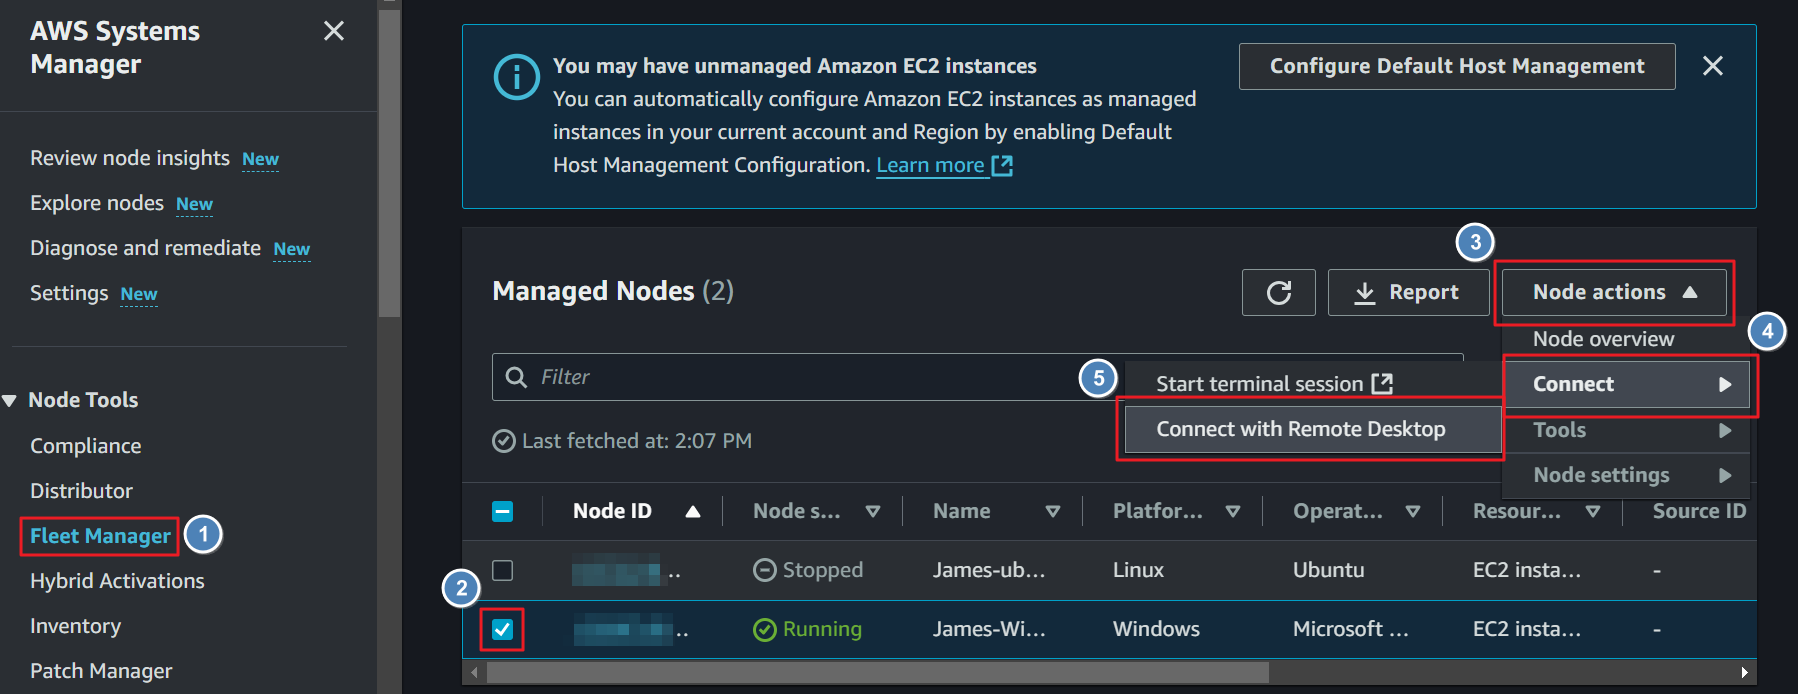 AWS Systems
Manager
Review node insights New
Explore nodes New
Diagnose and remediate New
Settings New
Node Tools
Compliance
Distributor
Fleet Manager 1
Hybrid Activations
Inventory
Patch Manager
You may have unmanaged Amazon EC2 instances
You can automatically configure Amazon EC2 instances as managed
instances in your current account and Region by enabling Default
Host Management Configuration. Learn more
Configure Default Host Management
Managed Nodes (2)
Report
3
Node actions
Node overview
4
Connect
Tools
Node settings
Filter
5
Start terminal session
Connect with Remote Desktop
Last fetched at: 2:07 PM
Node ID Node s... Name Platfor... Operat... Resour... Source ID
.. Stopped James-ub... Linux Ubuntu EC2 insta... -
2
.. Running James-Wi... Windows Microsoft ... EC2 insta... -